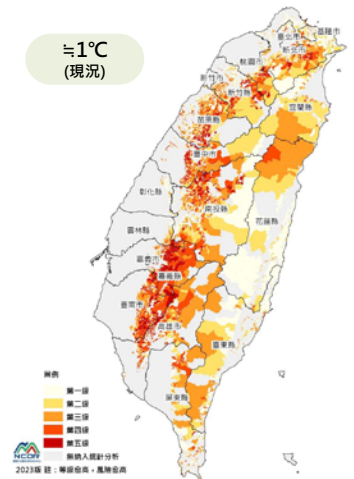 ≒1℃
(現況)
基隆市
臺北市
新北市
桃園市
新竹市
新竹縣
宜蘭縣
苗栗縣
臺中市
彰化縣
南投縣
花蓮縣
雲林縣
嘉義市
嘉義縣
臺南市
高雄市
臺東縣
屏東縣
圖例
第一級
第二級
第三級
第四級
第五級
無納入統計分析
NCDR
2023版 註：等級愈高，風險愈高